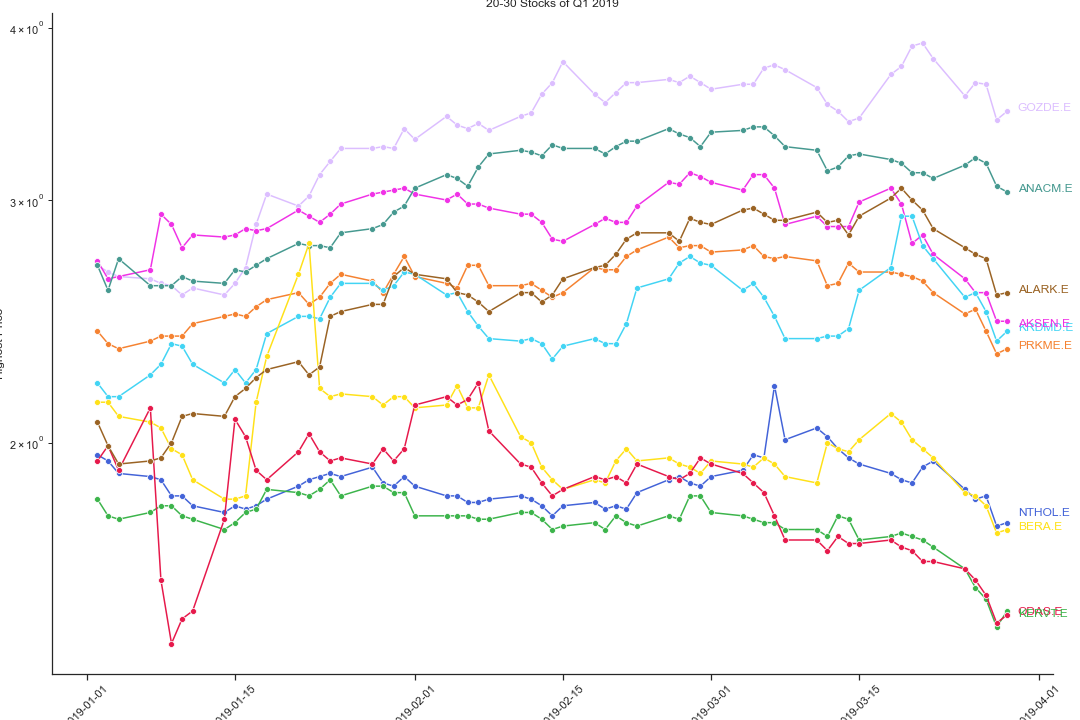 20-30 Stocks of Q1 2019
4 × 10⁰
3 × 10⁰
2 × 10⁰
GOZDE.E
ANACM.E
ALARK.E
AKSEN.E
KRDMD.E
PRKME.E
NTHOL.E
BERA.E
ODAS.E
2019-01-01
2019-01-15
2019-02-01
2019-02-15
2019-03-01
2019-03-15
2019-04-01